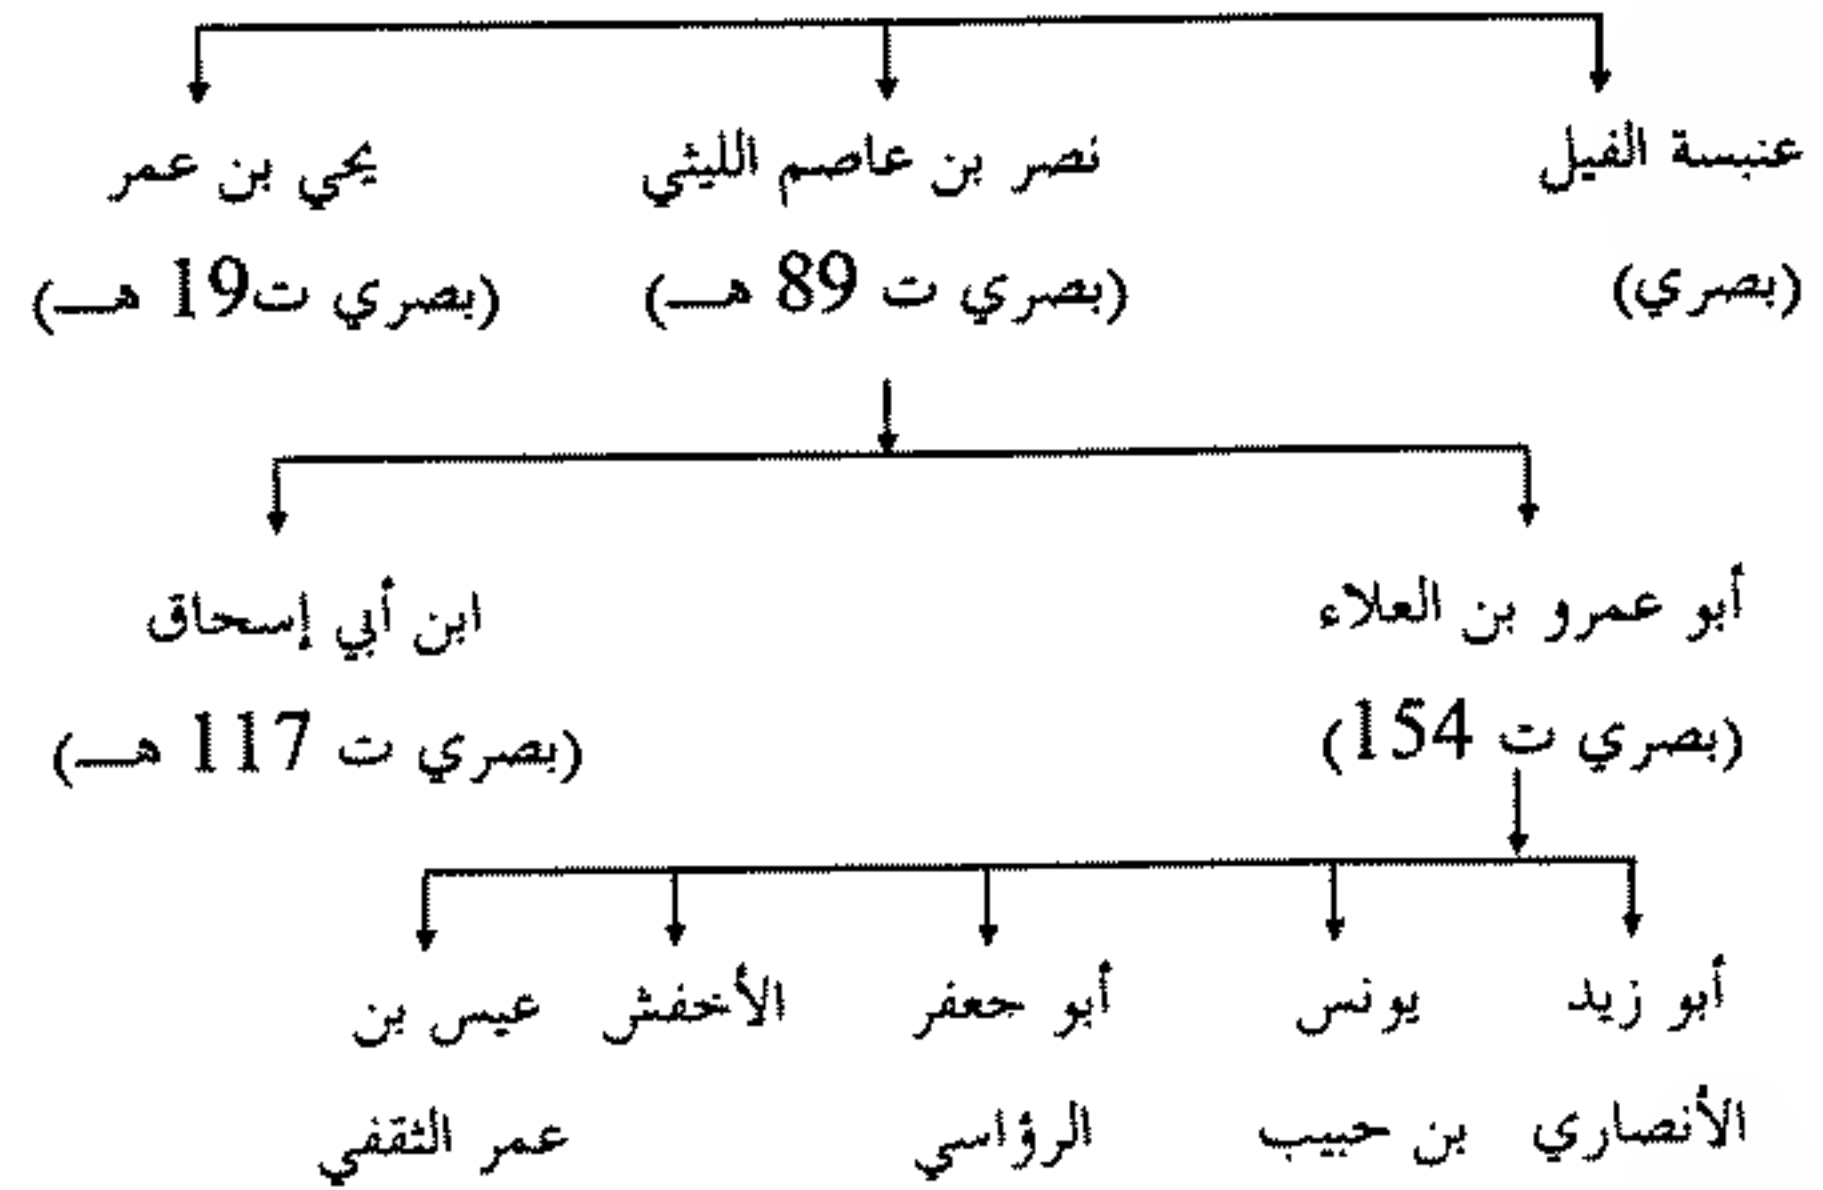 عنبسة الفيل نصر بن عاصم الليثي يحي بن عمر
(بصري) (بصري ت 89 هـ) (بصري ت19 هـ)
أبو عمرو بن العلاء ابن أبي إسحاق
(بصري ت 154) (بصري ت 117 هـ)
أبو زيد يونس أبو جعفر الأخفش عيس بن
الأنصاري بن حبيب الرؤاسي عمر الثقفي